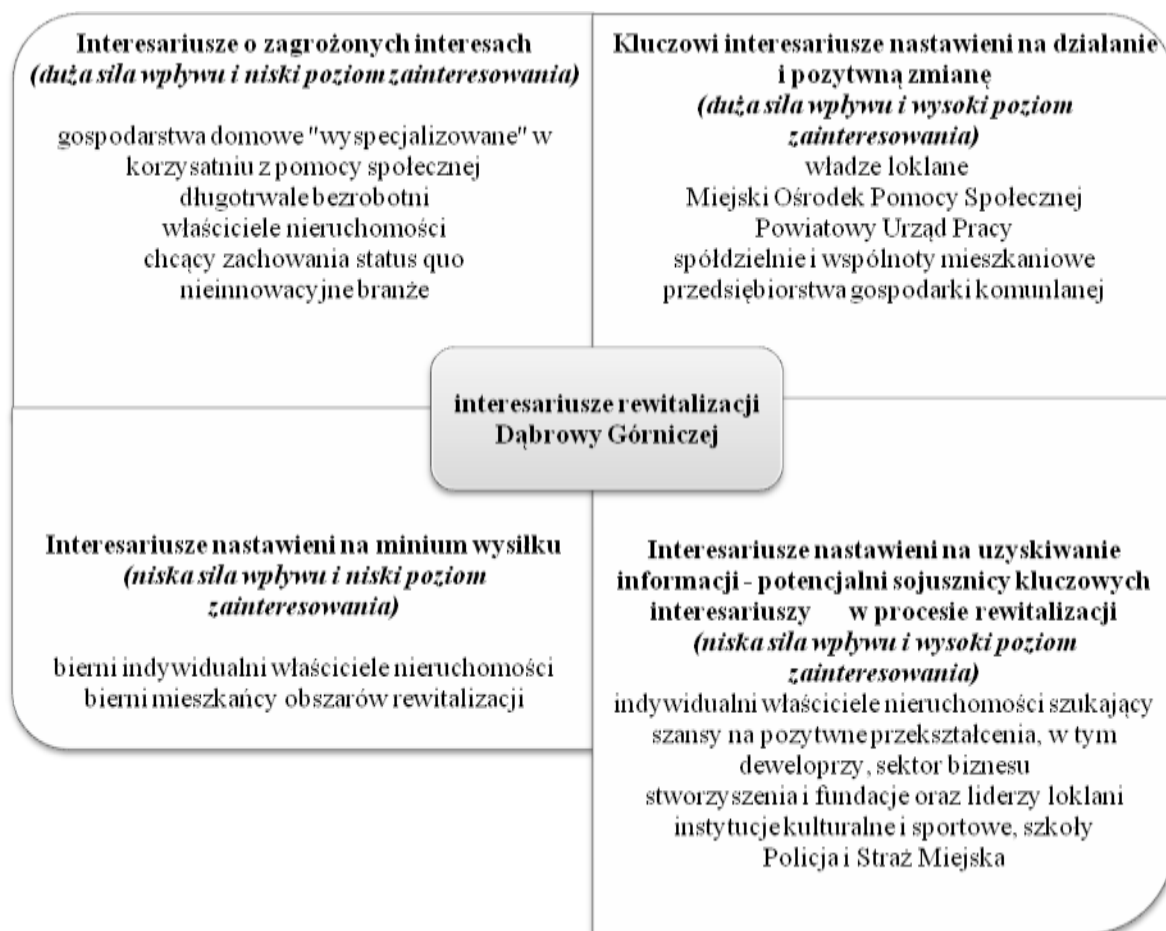 Interesariusze o zagrożonych interesach
(duża siła wpływu i niski poziom zainteresowania)
gospodarstwa domowe "wyspecjalizowane" w
korzysatniu z pomocy społecznej
długotrwale bezrobotni
właściciele nieruchomości
chcący zachowania status quo
nieinnowacyjne branże
Kluczowi interesariusze nastawieni na działanie
i pozytwną zmianę
(duża siła wpływu i wysoki poziom
zainteresowania)
władze loklane
Miejski Ośrodek Pomocy Społecznej
Powiatowy Urząd Pracy
spółdzielnie i wspólnoty mieszkaniowe
przedsiębiorstwa gospodarki komunlanej
interesariusze rewitalizacji
Dąbrowy Górniczej
Interesariusze nastawieni na minium wysiłku
(niska siła wpływu i niski poziom
zainteresowania)
bierni indywidualni właściciele nieruchomości
bierni mieszkańcy obszarów rewitalizacji
Interesariusze nastawieni na uzyskiwanie
informacji - potencjalni sojusznicy kluczowych
interesariuszy w procesie rewitalizacji
(niska siła wpływu i wysoki poziom
zainteresowania)
indywidualni właściciele nieruchomości szukający
szansy na pozytwne przekształcenia, w tym
deweloprzy, sektor biznesu
stworzyszenia i fundacje oraz liderzy loklani
instytucje kulturalne i sportowe, szkoły
Policja i Straż Miejska